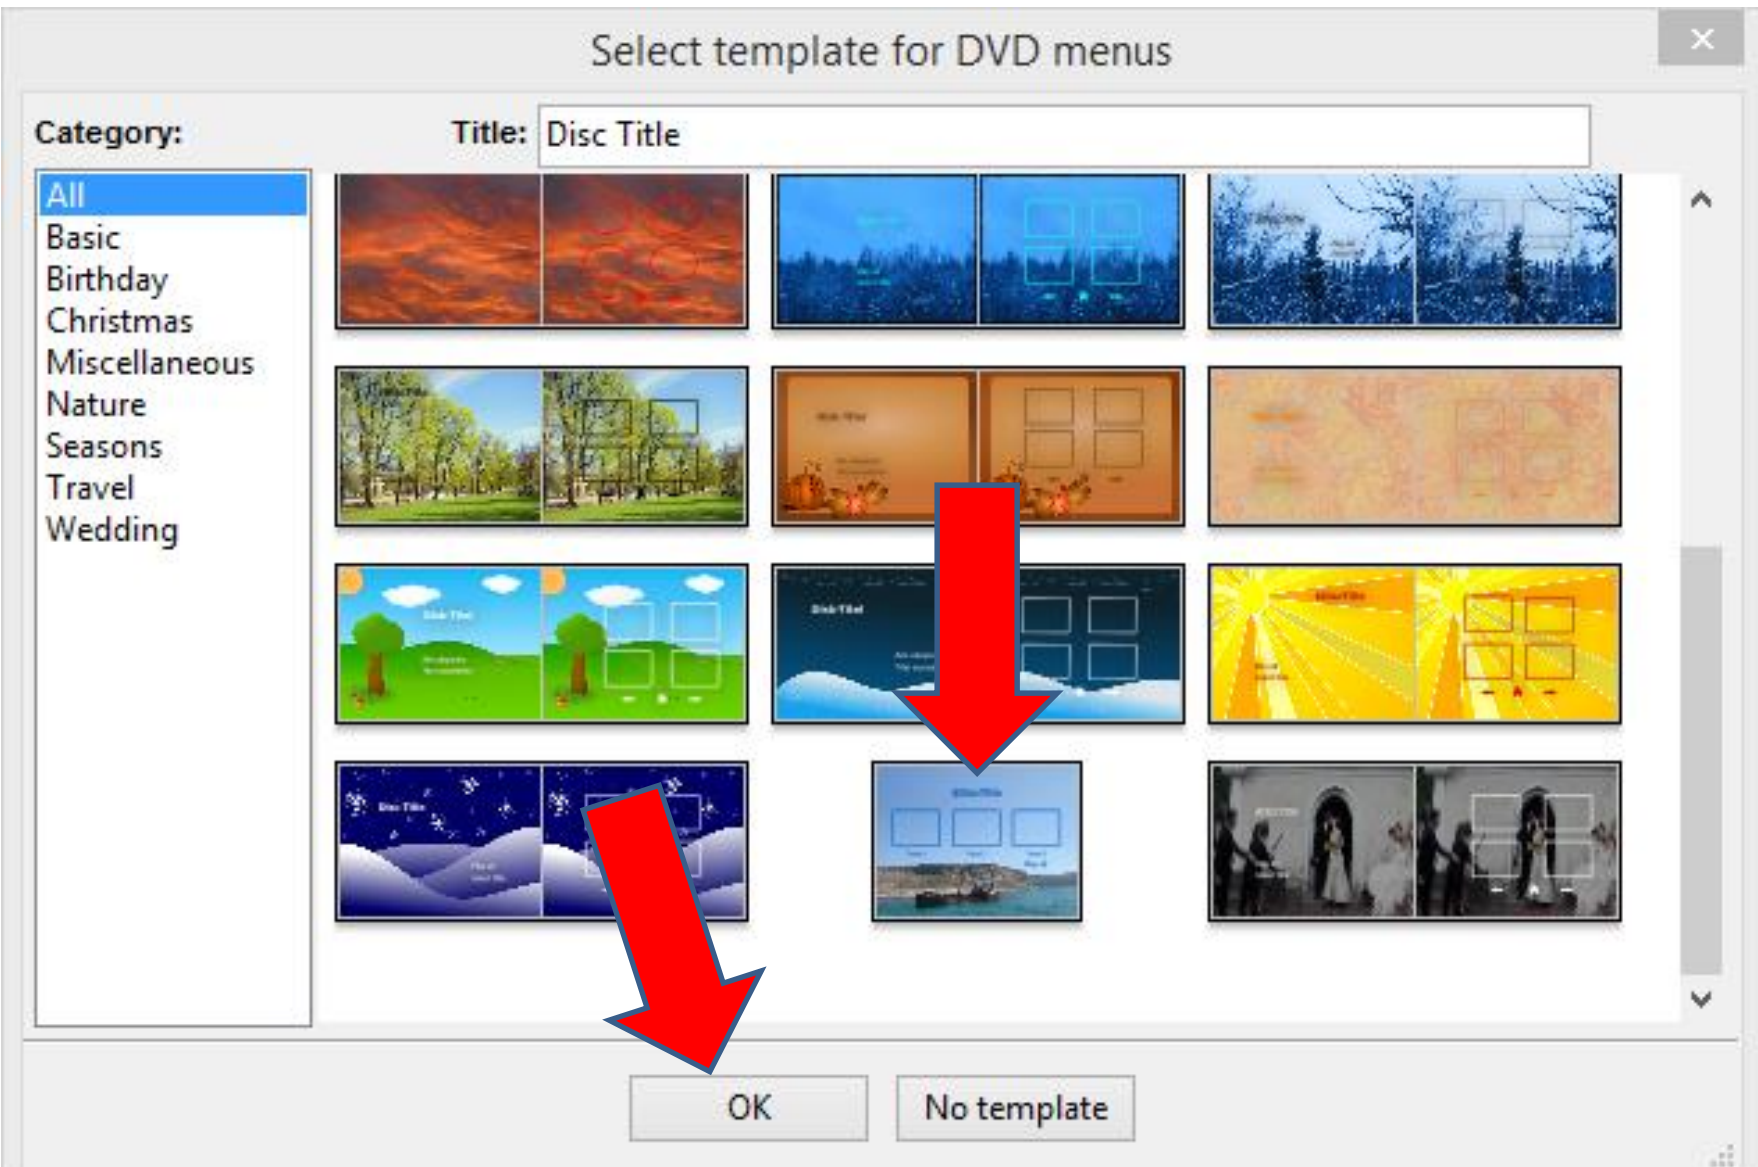 Select template for DVD menus
Category:
Title: Disc Title
All
Basic
Birthday
Christmas
Miscellaneous
Nature
Seasons
Travel
Wedding
OK
No template